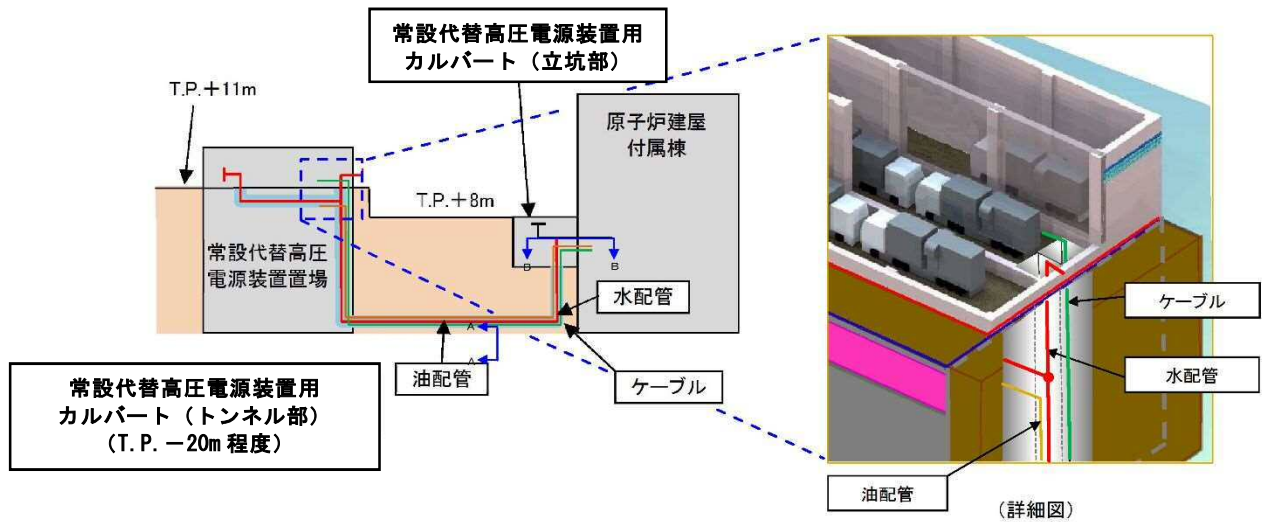 常設代替高圧電源装置用
カルバート（立坑部）
T.P.＋11m
原子炉建屋
付属棟
T.P.＋8m
常設代替高圧
電源装置置場
B
B
水配管
A
A
油配管
ケーブル
常設代替高圧電源装置用
カルバート（トンネル部）
（T.P.－20m 程度）
ケーブル
水配管
油配管
（詳細図）